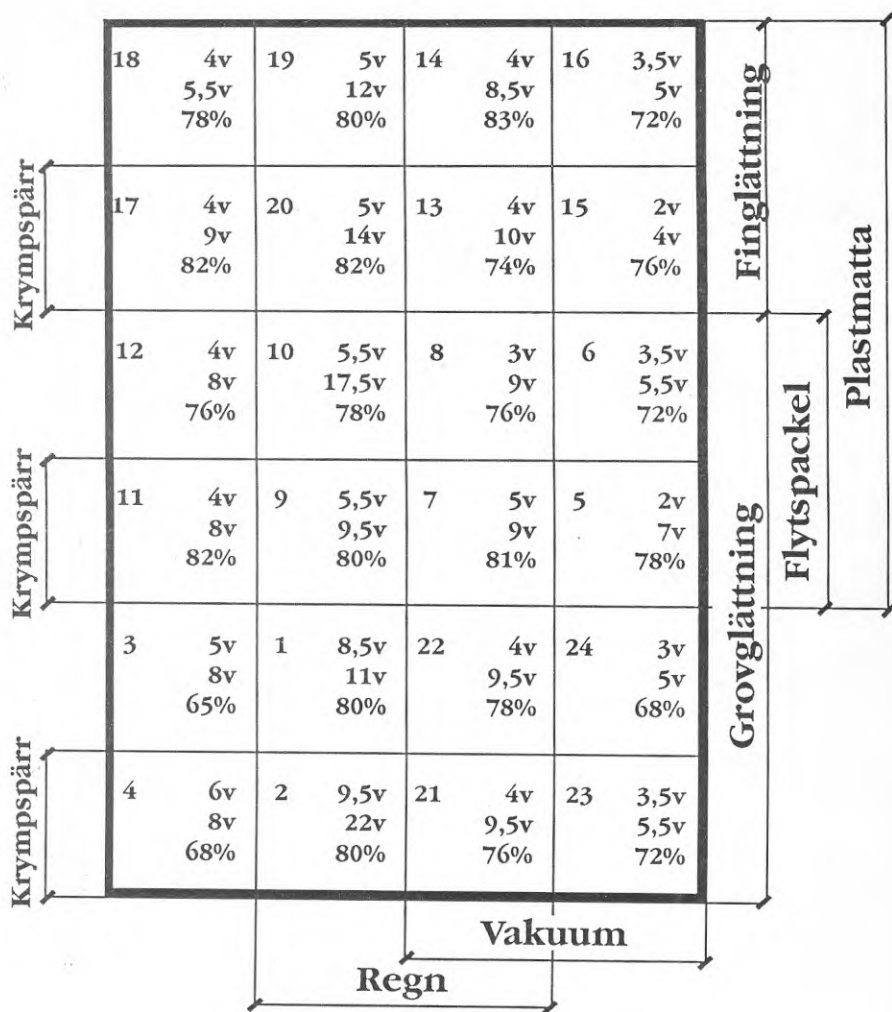 18 4v 19 5v 14 4v 16 3,5v
5,5v 12v 8,5v 5v
78% 80% 83% 72%
17 4v 20 5v 13 4v 15 2v
9v 14v 10v 4v
82% 82% 74% 76%
12 4v 10 5,5v 8 3v 6 3,5v
8v 17,5v 9v 5,5v
76% 78% 76% 72%
11 4v 9 5,5v 7 5v 5 2v
8v 9,5v 9v 7v
82% 80% 81% 78%
3 5v 1 8,5v 22 4v 24 3v
8v 11v 9,5v 5v
65% 80% 78% 68%
4 6v 2 9,5v 21 4v 23 3,5v
8v 22v 9,5v 5,5v
68% 80% 76% 72%
Krympspärr
Krympspärr
Krympspärr
Finglättning
Grovglättning
Flytspackel
Plastmatta
Vakuum
Regn